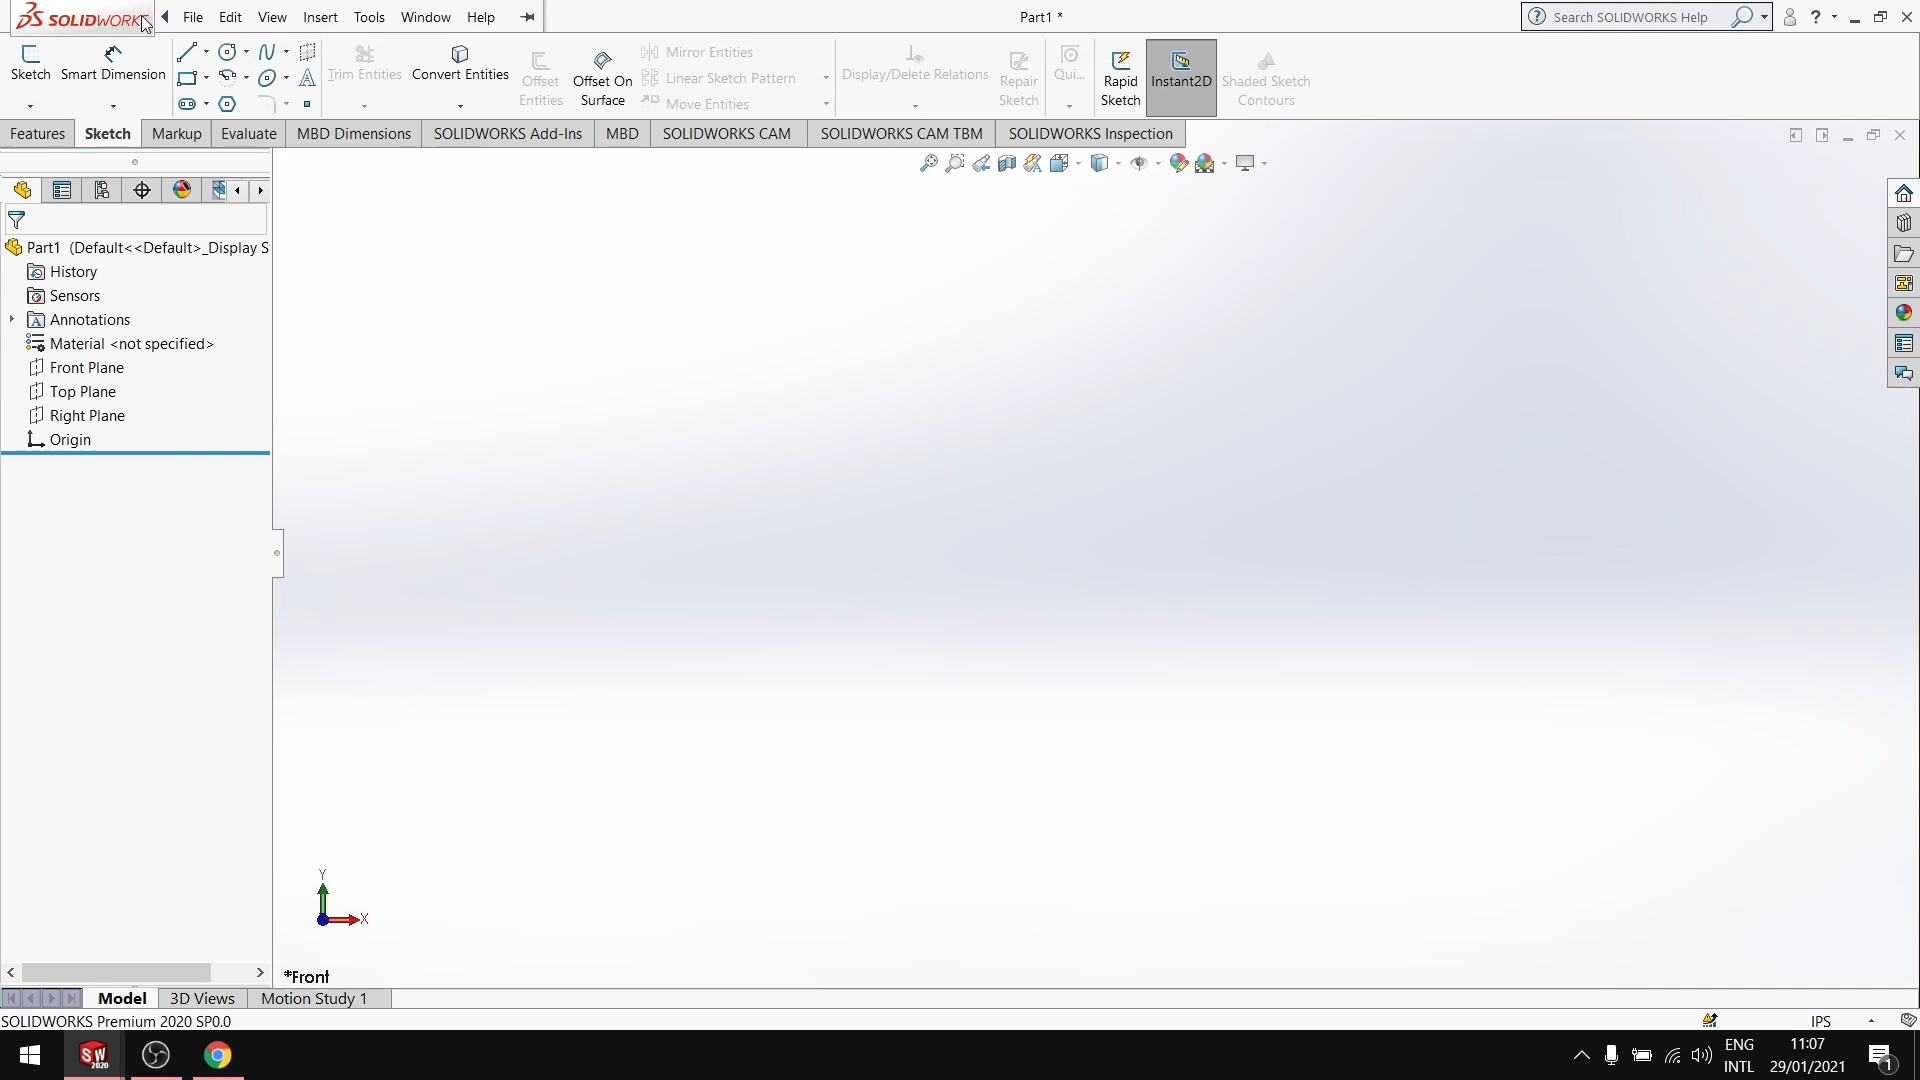 SOLIDWORKS File Edit View Insert Tools Window Help Part1 * Search SOLIDWORKS Help ?
Sketch Smart Dimension Trim Entities Convert Entities Offset Entities Offset On Surface Mirror Entities Linear Sketch Pattern Move Entities Display/Delete Relations Repair Sketch Qui... Rapid Sketch Instant2D Shaded Sketch Contours
Features Sketch Markup Evaluate MBD Dimensions SOLIDWORKS Add-Ins MBD SOLIDWORKS CAM SOLIDWORKS CAM TBM SOLIDWORKS Inspection
Part1 (Default<<Default>_Display S
History
Sensors
Annotations
Material <not specified>
Front Plane
Top Plane
Right Plane
Origin
Y
X
*Front
Model 3D Views Motion Study 1
SOLIDWORKS Premium 2020 SP0.0 IPS
SW 2020 ENG 11:07
INTL 29/01/2021 1